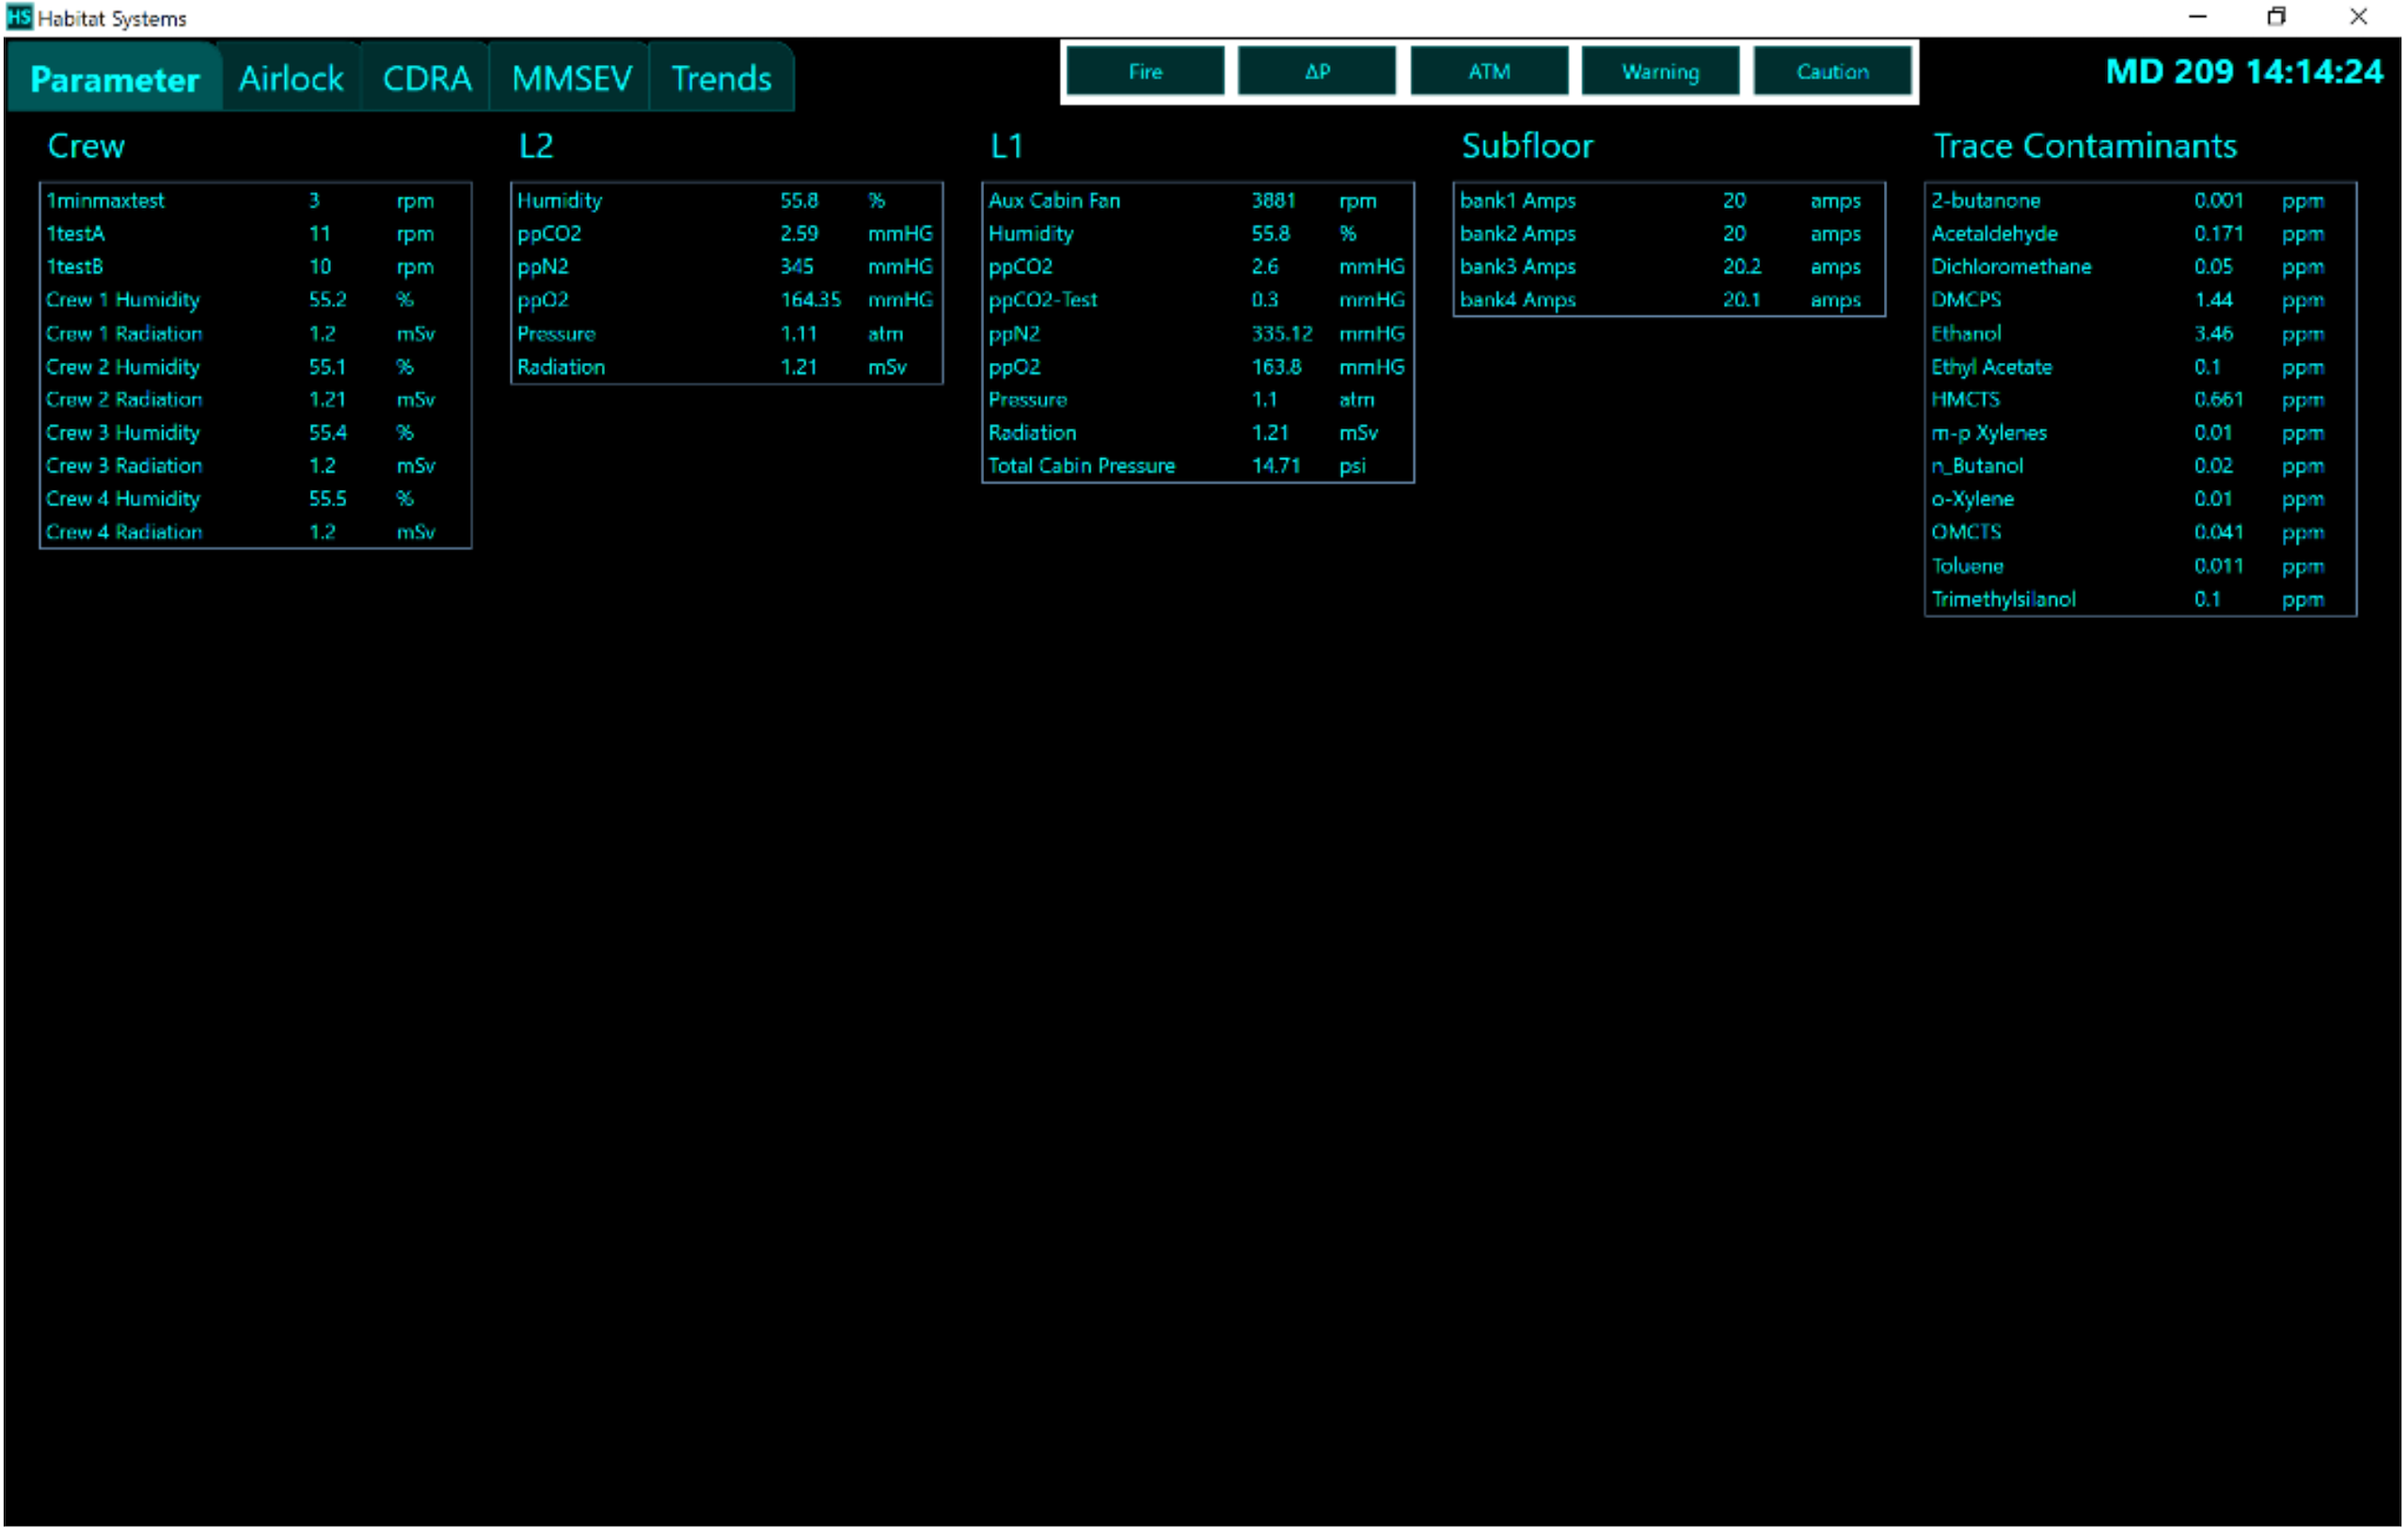 HS Habitat Systems
Parameter Airlock CDRA MMSEV Trends Fire ΔP ATM Warning Caution MD 209 14:14:24
Crew
1minmaxtest 3 rpm
1testA 11 rpm
1testB 10 rpm
Crew 1 Humidity 55.2 %
Crew 1 Radiation 1.2 mSv
Crew 2 Humidity 55.1 %
Crew 2 Radiation 1.21 mSv
Crew 3 Humidity 55.4 %
Crew 3 Radiation 1.2 mSv
Crew 4 Humidity 55.5 %
Crew 4 Radiation 1.2 mSv
L2
Humidity 55.8 %
ppCO2 2.59 mmHG
ppN2 345 mmHG
ppO2 164.35 mmHG
Pressure 1.11 atm
Radiation 1.21 mSv
L1
Aux Cabin Fan 3881 rpm
Humidity 55.8 %
ppCO2 2.6 mmHG
ppCO2-Test 0.3 mmHG
ppN2 335.12 mmHG
ppO2 163.8 mmHG
Pressure 1.1 atm
Radiation 1.21 mSv
Total Cabin Pressure 14.71 psi
Subfloor
bank1 Amps 20 amps
bank2 Amps 20 amps
bank3 Amps 20.2 amps
bank4 Amps 20.1 amps
Trace Contaminants
2-butanone 0.001 ppm
Acetaldehyde 0.171 ppm
Dichloromethane 0.05 ppm
DMCPS 1.44 ppm
Ethanol 3.46 ppm
Ethyl Acetate 0.1 ppm
HMCTS 0.661 ppm
m-p Xylenes 0.01 ppm
n_Butanol 0.02 ppm
o-Xylene 0.01 ppm
OMCTS 0.041 ppm
Toluene 0.011 ppm
Trimethylsilanol 0.1 ppm